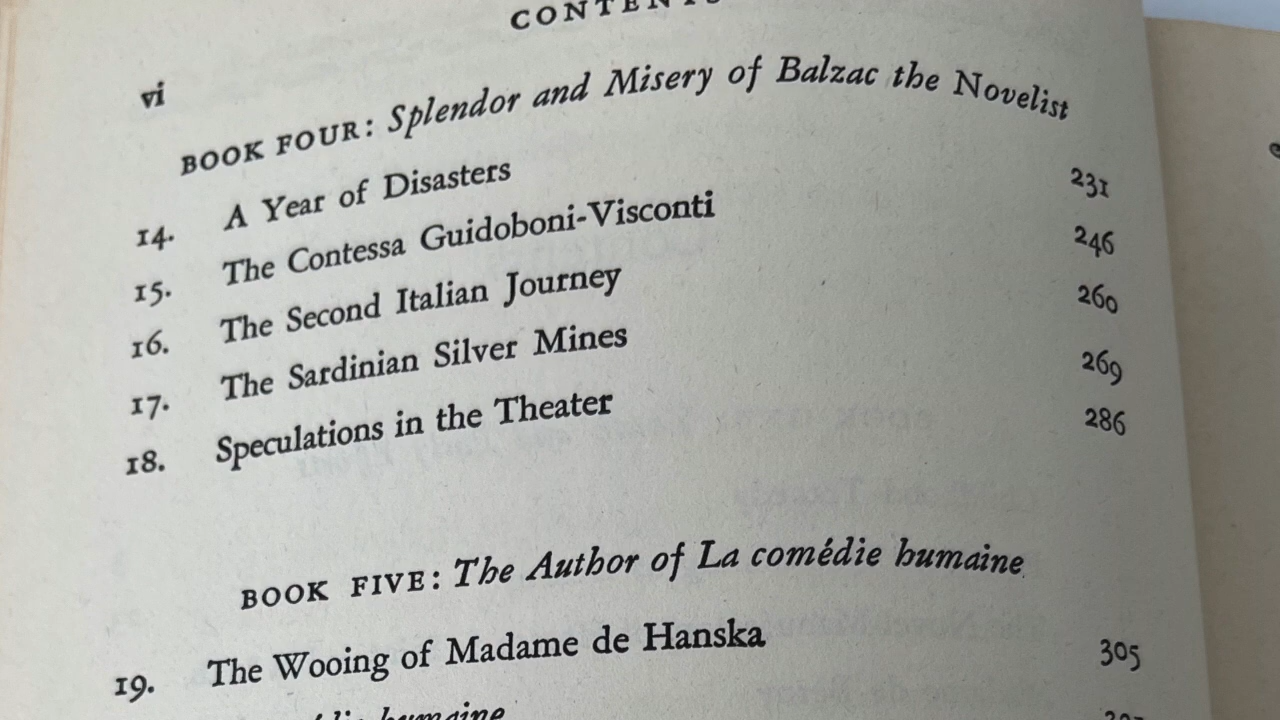 CONTENTS
vi
BOOK FOUR: Splendor and Misery of Balzac the Novelist
14. A Year of Disasters 231
15. The Contessa Guidoboni-Visconti 246
16. The Second Italian Journey 260
17. The Sardinian Silver Mines 269
18. Speculations in the Theater 286
BOOK FIVE: The Author of La comédie humaine
19. The Wooing of Madame de Hanska 305
humaine